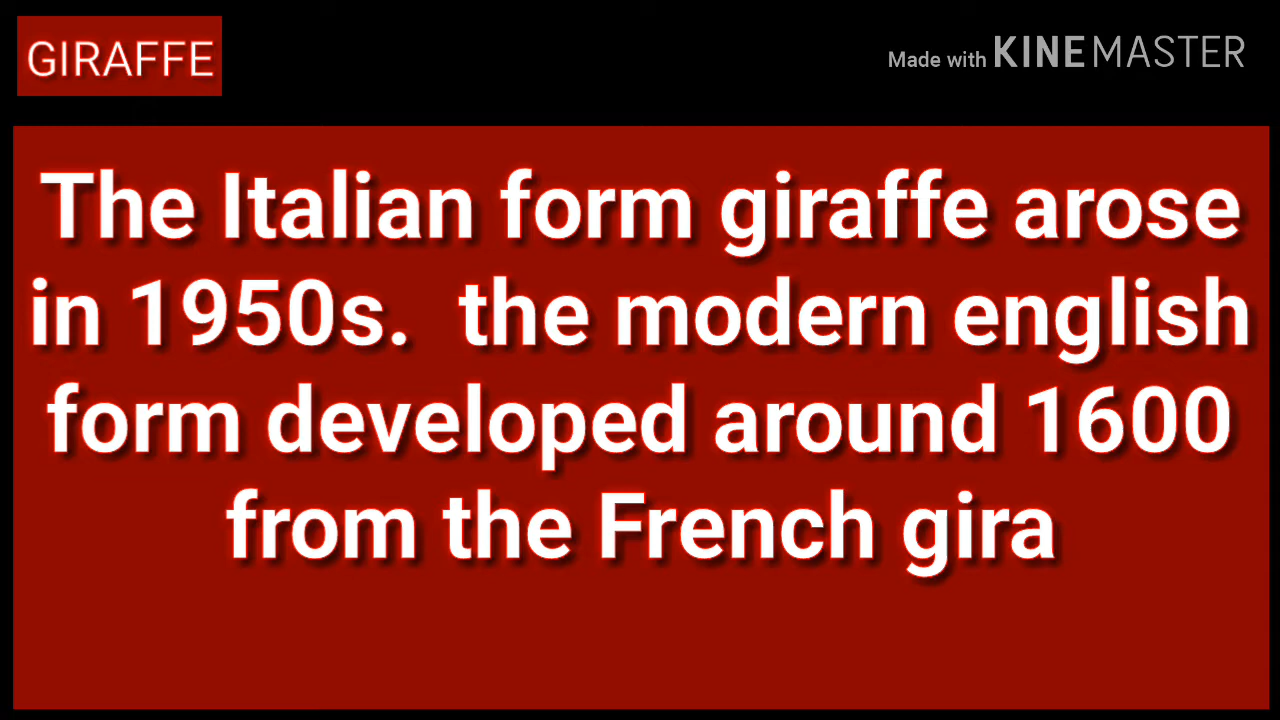 GIRAFFE
Made with KINEMASTER
The Italian form giraffe arose
in 1950s. the modern english
form developed around 1600
from the French gira